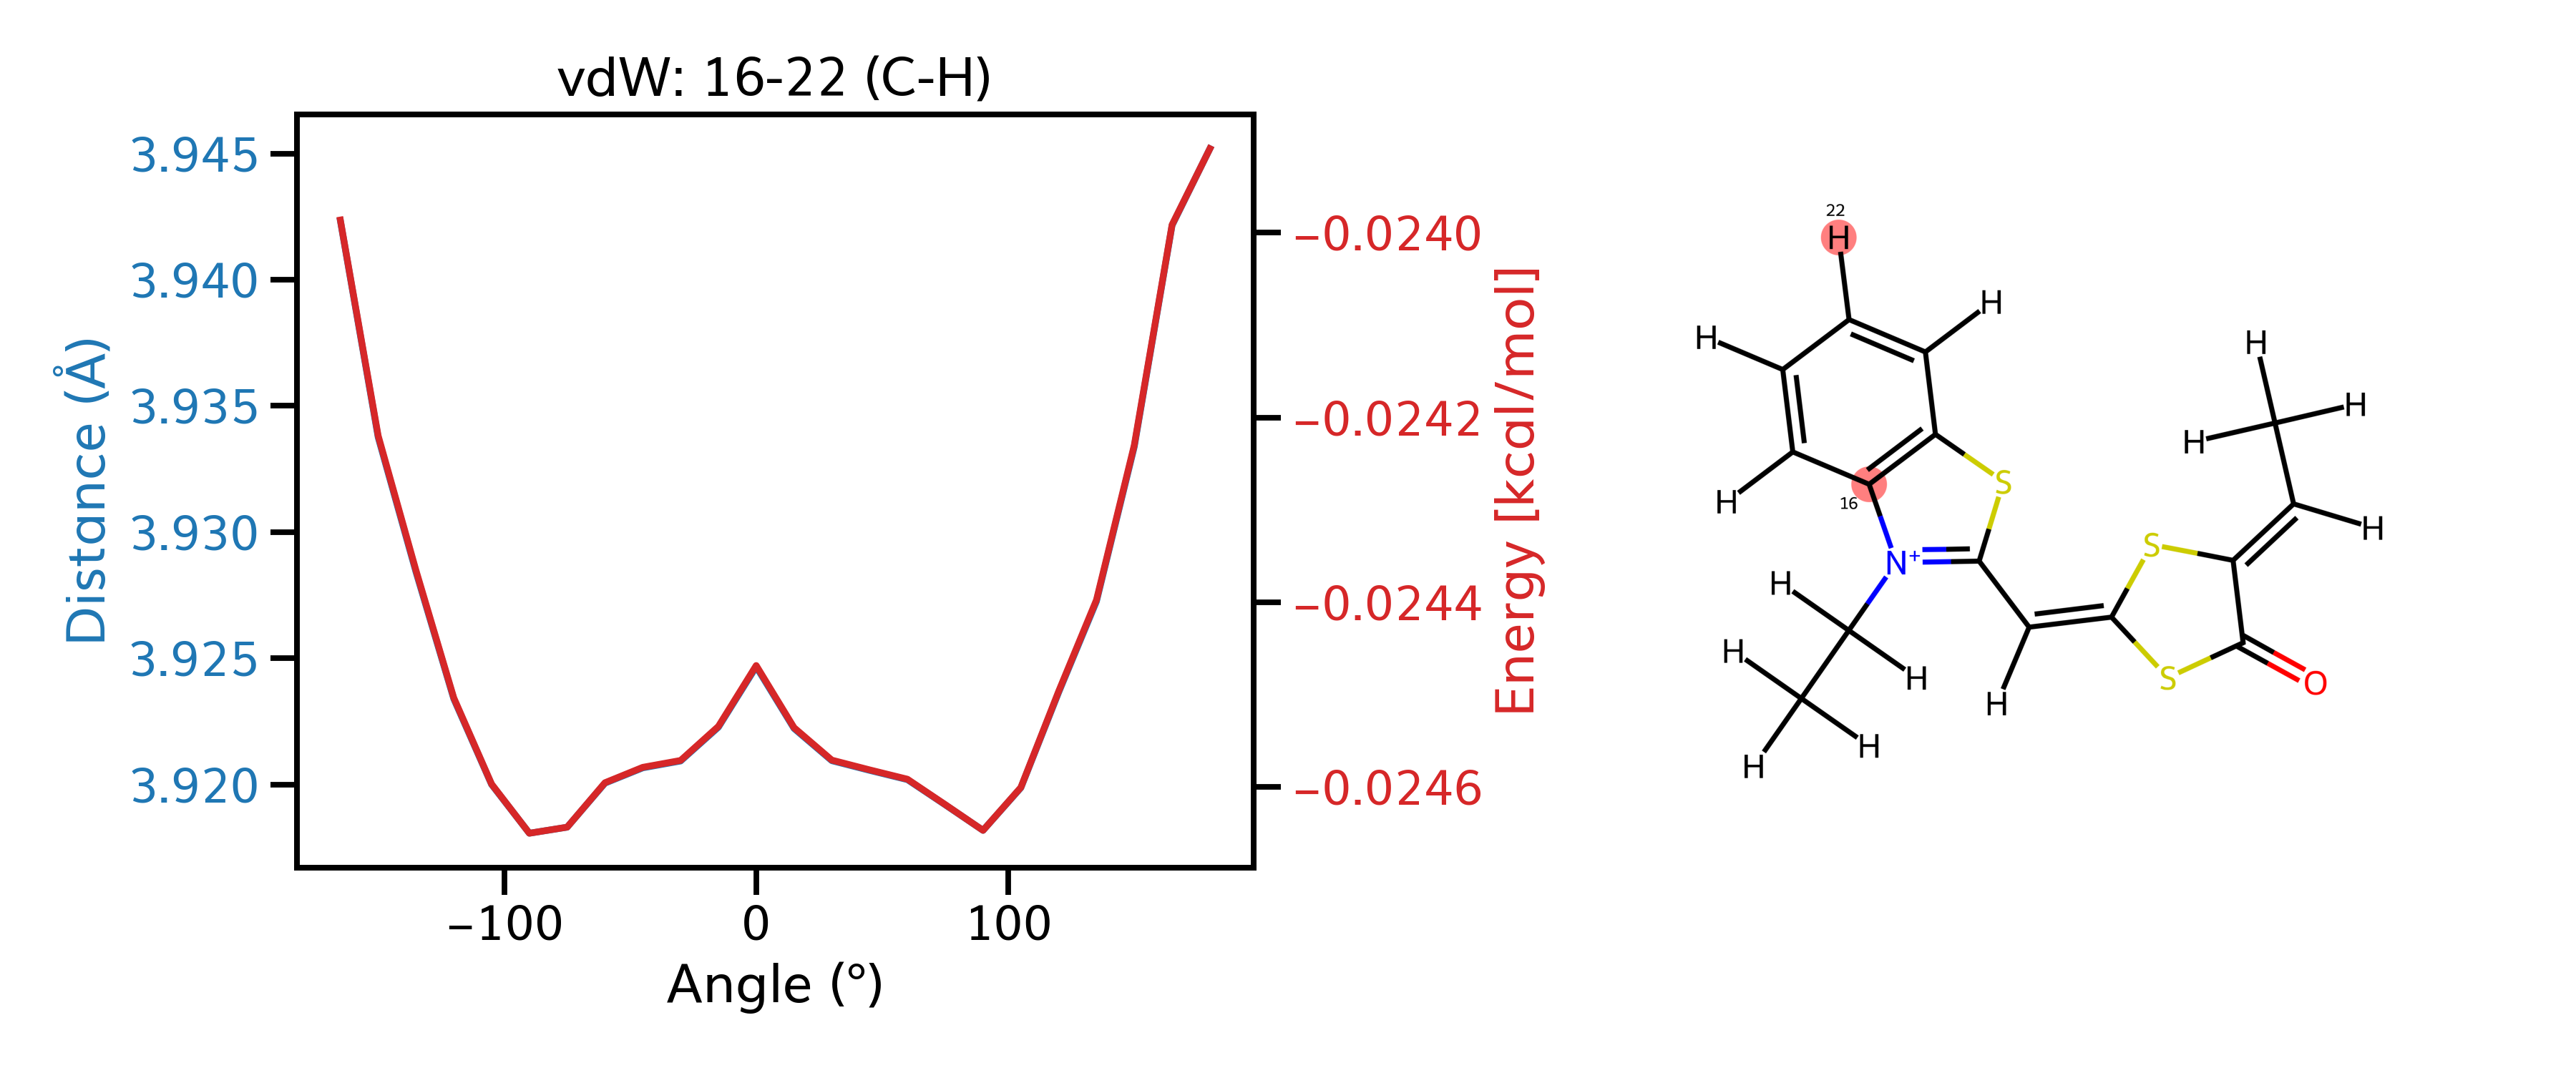 vdW: 16-22 (C-H)
Distance (Å)
3.945
3.940
3.935
3.930
3.925
3.920
−100
0
100
Angle (°)
−0.0240
−0.0242
−0.0244
−0.0246
Energy [kcal/mol]
22
H
H
H
H
H
H
H
S
16
H
N⁺
S
H
H
H
S
O
H
H
H